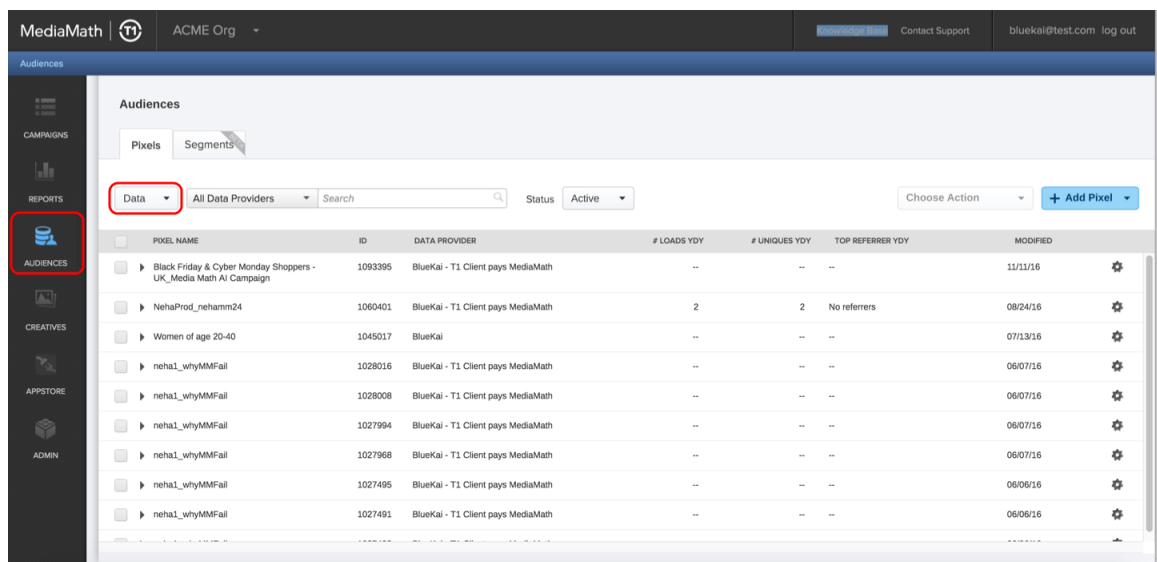 MediaMath | T1 ACME Org Knowledge Base Contact Support bluekai@test.com log out
Audiences
CAMPAIGNS
REPORTS
AUDIENCES
CREATIVES
APPSTORE
ADMIN
Audiences
Pixels Segments
Data All Data Providers Search Status Active Choose Action + Add Pixel
PIXEL NAME ID DATA PROVIDER # LOADS YDY # UNIQUES YDY TOP REFERRER YDY MODIFIED
Black Friday & Cyber Monday Shoppers - 1093395 BlueKai - T1 Client pays MediaMath -- -- -- 11/11/16
UK_Media Math AI Campaign
NehaProd_nehamm24 1060401 BlueKai - T1 Client pays MediaMath 2 2 No referrers 08/24/16
Women of age 20-40 1045017 BlueKai -- -- -- 07/13/16
neha1_whyMMFail 1028016 BlueKai - T1 Client pays MediaMath -- -- -- 06/07/16
neha1_whyMMFail 1028008 BlueKai - T1 Client pays MediaMath -- -- -- 06/07/16
neha1_whyMMFail 1027994 BlueKai - T1 Client pays MediaMath -- -- -- 06/07/16
neha1_whyMMFail 1027968 BlueKai - T1 Client pays MediaMath -- -- -- 06/07/16
neha1_whyMMFail 1027495 BlueKai - T1 Client pays MediaMath -- -- -- 06/06/16
neha1_whyMMFail 1027491 BlueKai - T1 Client pays MediaMath -- -- -- 06/06/16